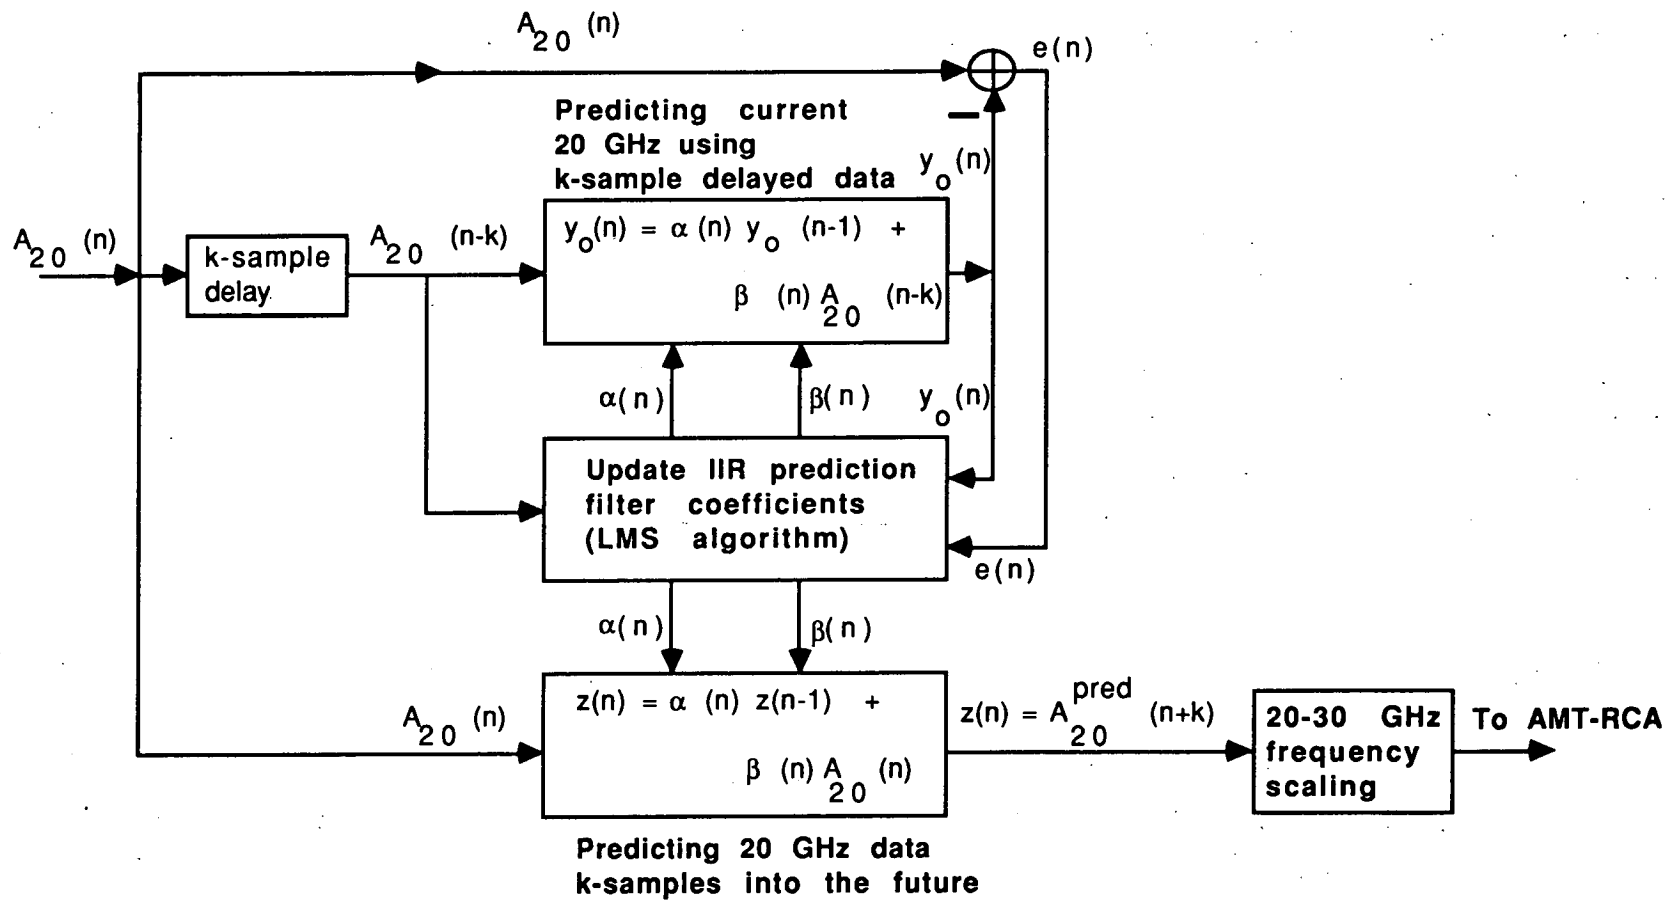 A20 (n)
e(n)
Predicting current
20 GHz using
k-sample delayed data
−
yo (n)
A20 (n)
k-sample
delay
A20 (n-k)
yo(n) = α (n) yo (n-1) +
β (n) A20 (n-k)
α(n)
β(n)
yo (n)
Update IIR prediction
filter coefficients
(LMS algorithm)
e(n)
α(n)
β(n)
A20 (n)
z(n) = α (n) z(n-1) +
β (n) A20 (n)
z(n) = A20pred (n+k)
20-30 GHz
frequency
scaling
To AMT-RCA
Predicting 20 GHz data
k-samples into the future